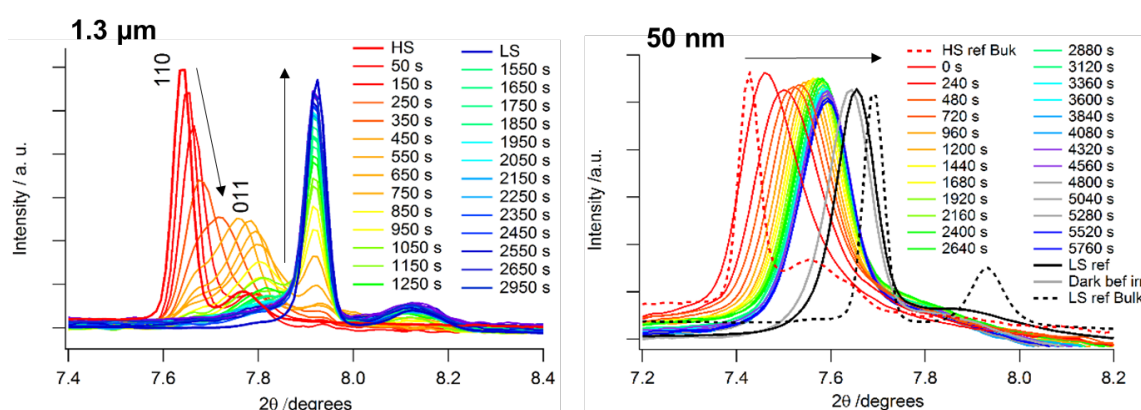 1.3 µm
110
011
HS
50 s
150 s
250 s
350 s
450 s
550 s
650 s
750 s
850 s
950 s
1050 s
1150 s
1250 s
LS
1550 s
1650 s
1750 s
1850 s
1950 s
2050 s
2150 s
2250 s
2350 s
2450 s
2550 s
2650 s
2950 s
Intensity / a. u.
7.4 7.6 7.8 8.0 8.2 8.4
2θ /degrees
50 nm
HS ref Buk
0 s
240 s
480 s
720 s
960 s
1200 s
1440 s
1680 s
1920 s
2160 s
2400 s
2640 s
2880 s
3120 s
3360 s
3600 s
3840 s
4080 s
4320 s
4560 s
4800 s
5040 s
5280 s
5520 s
5760 s
LS ref
Dark bef irr
LS ref Bulk
Intensity / a. u.
7.2 7.4 7.6 7.8 8.0 8.2
2θ /degrees